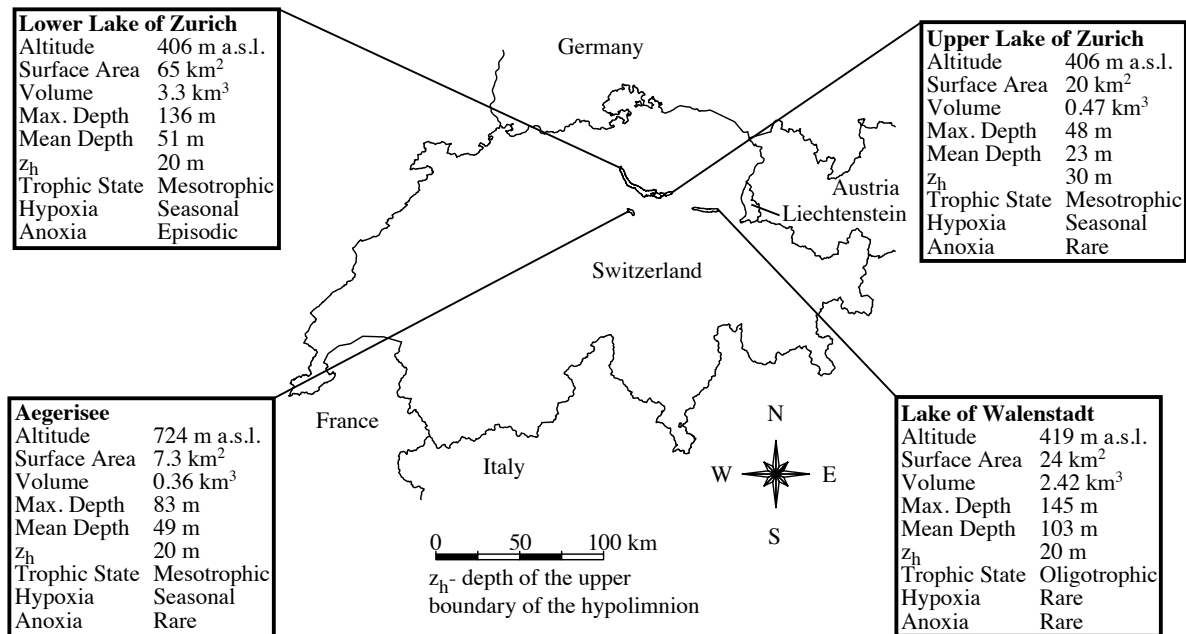 Lower Lake of Zurich
Altitude 406 m a.s.l.
Surface Area 65 km²
Volume 3.3 km³
Max. Depth 136 m
Mean Depth 51 m
z_h 20 m
Trophic State Mesotrophic
Hypoxia Seasonal
Anoxia Episodic
Germany
Upper Lake of Zurich
Altitude 406 m a.s.l.
Surface Area 20 km²
Volume 0.47 km³
Max. Depth 48 m
Mean Depth 23 m
z_h 30 m
Trophic State Mesotrophic
Hypoxia Seasonal
Anoxia Rare
Austria
Liechtenstein
Switzerland
France
Italy
Aegerisee
Altitude 724 m a.s.l.
Surface Area 7.3 km²
Volume 0.36 km³
Max. Depth 83 m
Mean Depth 49 m
z_h 20 m
Trophic State Mesotrophic
Hypoxia Seasonal
Anoxia Rare
N
W E
S
0 50 100 km
z_h- depth of the upper
boundary of the hypolimnion
Lake of Walenstadt
Altitude 419 m a.s.l.
Surface Area 24 km²
Volume 2.42 km³
Max. Depth 145 m
Mean Depth 103 m
z_h 20 m
Trophic State Oligotrophic
Hypoxia Rare
Anoxia Rare